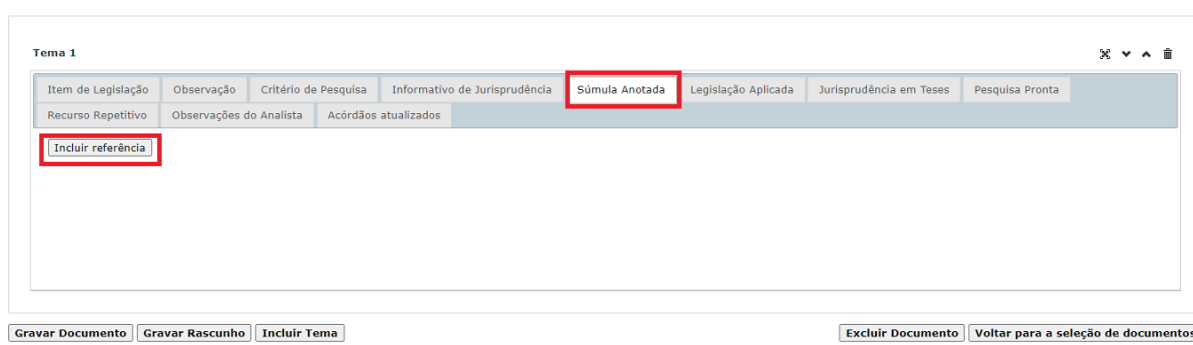 Tema 1
Item de Legislação Observação Critério de Pesquisa Informativo de Jurisprudência Súmula Anotada Legislação Aplicada Jurisprudência em Teses Pesquisa Pronta
Recurso Repetitivo Observações do Analista Acórdãos atualizados
Incluir referência
Gravar Documento Gravar Rascunho Incluir Tema Excluir Documento Voltar para a seleção de documentos